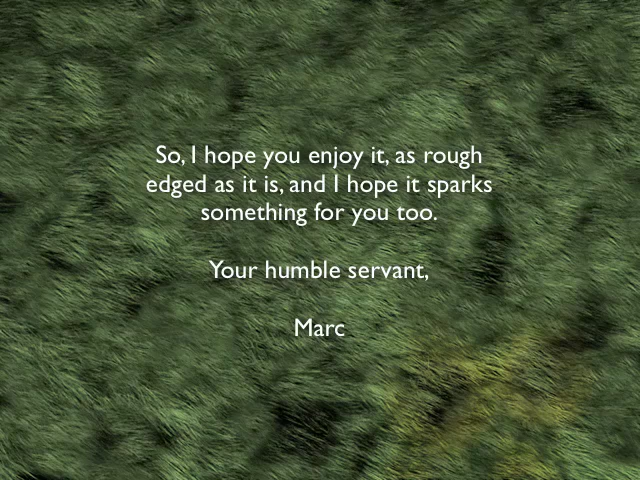 So, I hope you enjoy it, as rough
edged as it is, and I hope it sparks
something for you too.
Your humble servant,
Marc